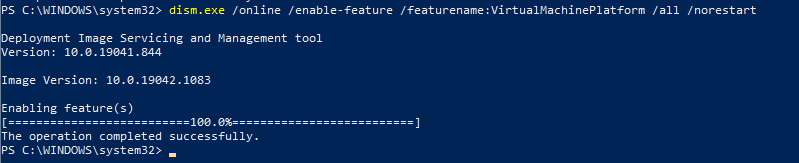 PS C:\WINDOWS\system32> dism.exe /online /enable-feature /featurename:VirtualMachinePlatform /all /norestart
Deployment Image Servicing and Management tool
Version: 10.0.19041.844
Image Version: 10.0.19042.1083
Enabling feature(s)
[==========================100.0%==========================]
The operation completed successfully.
PS C:\WINDOWS\system32>